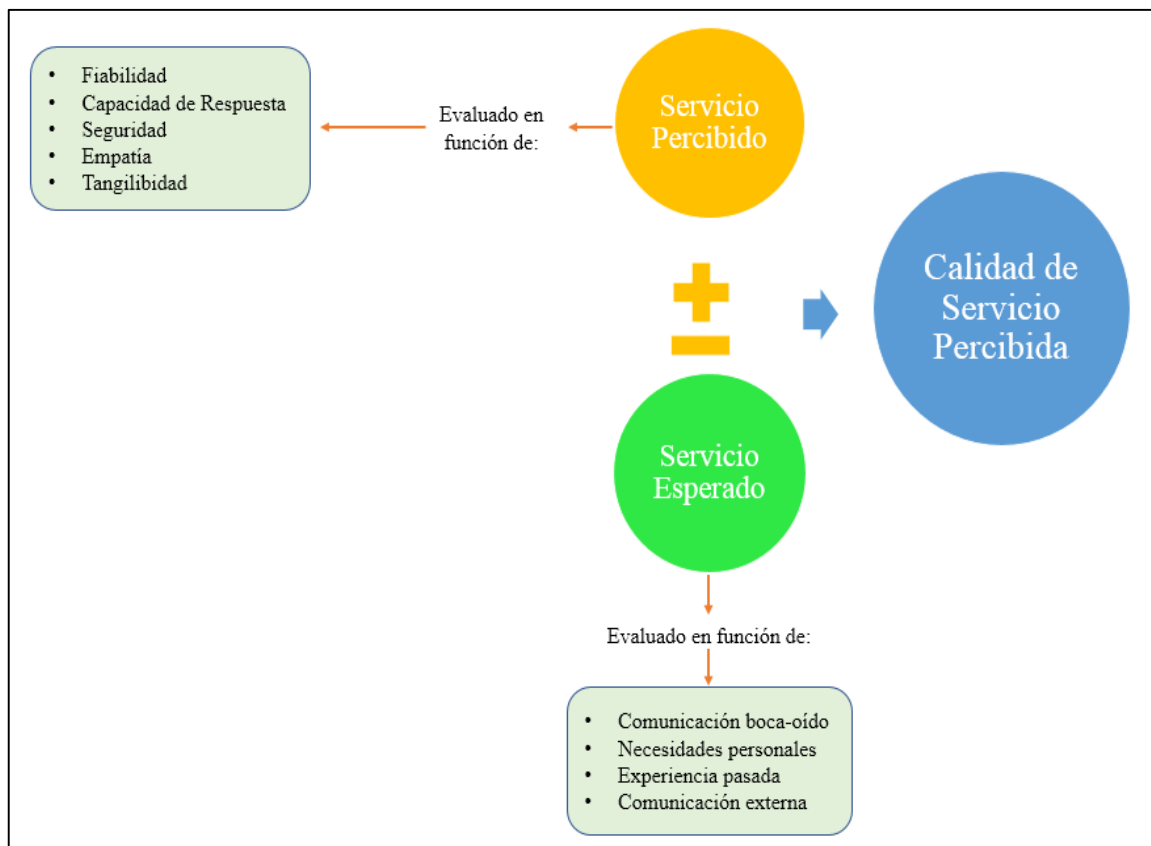 • Fiabilidad
• Capacidad de Respuesta
• Seguridad
• Empatía
• Tangilibidad
Evaluado en
función de:
Servicio
Percibido
Calidad de
Servicio
Percibida
Servicio
Esperado
Evaluado en función de:
• Comunicación boca-oído
• Necesidades personales
• Experiencia pasada
• Comunicación externa